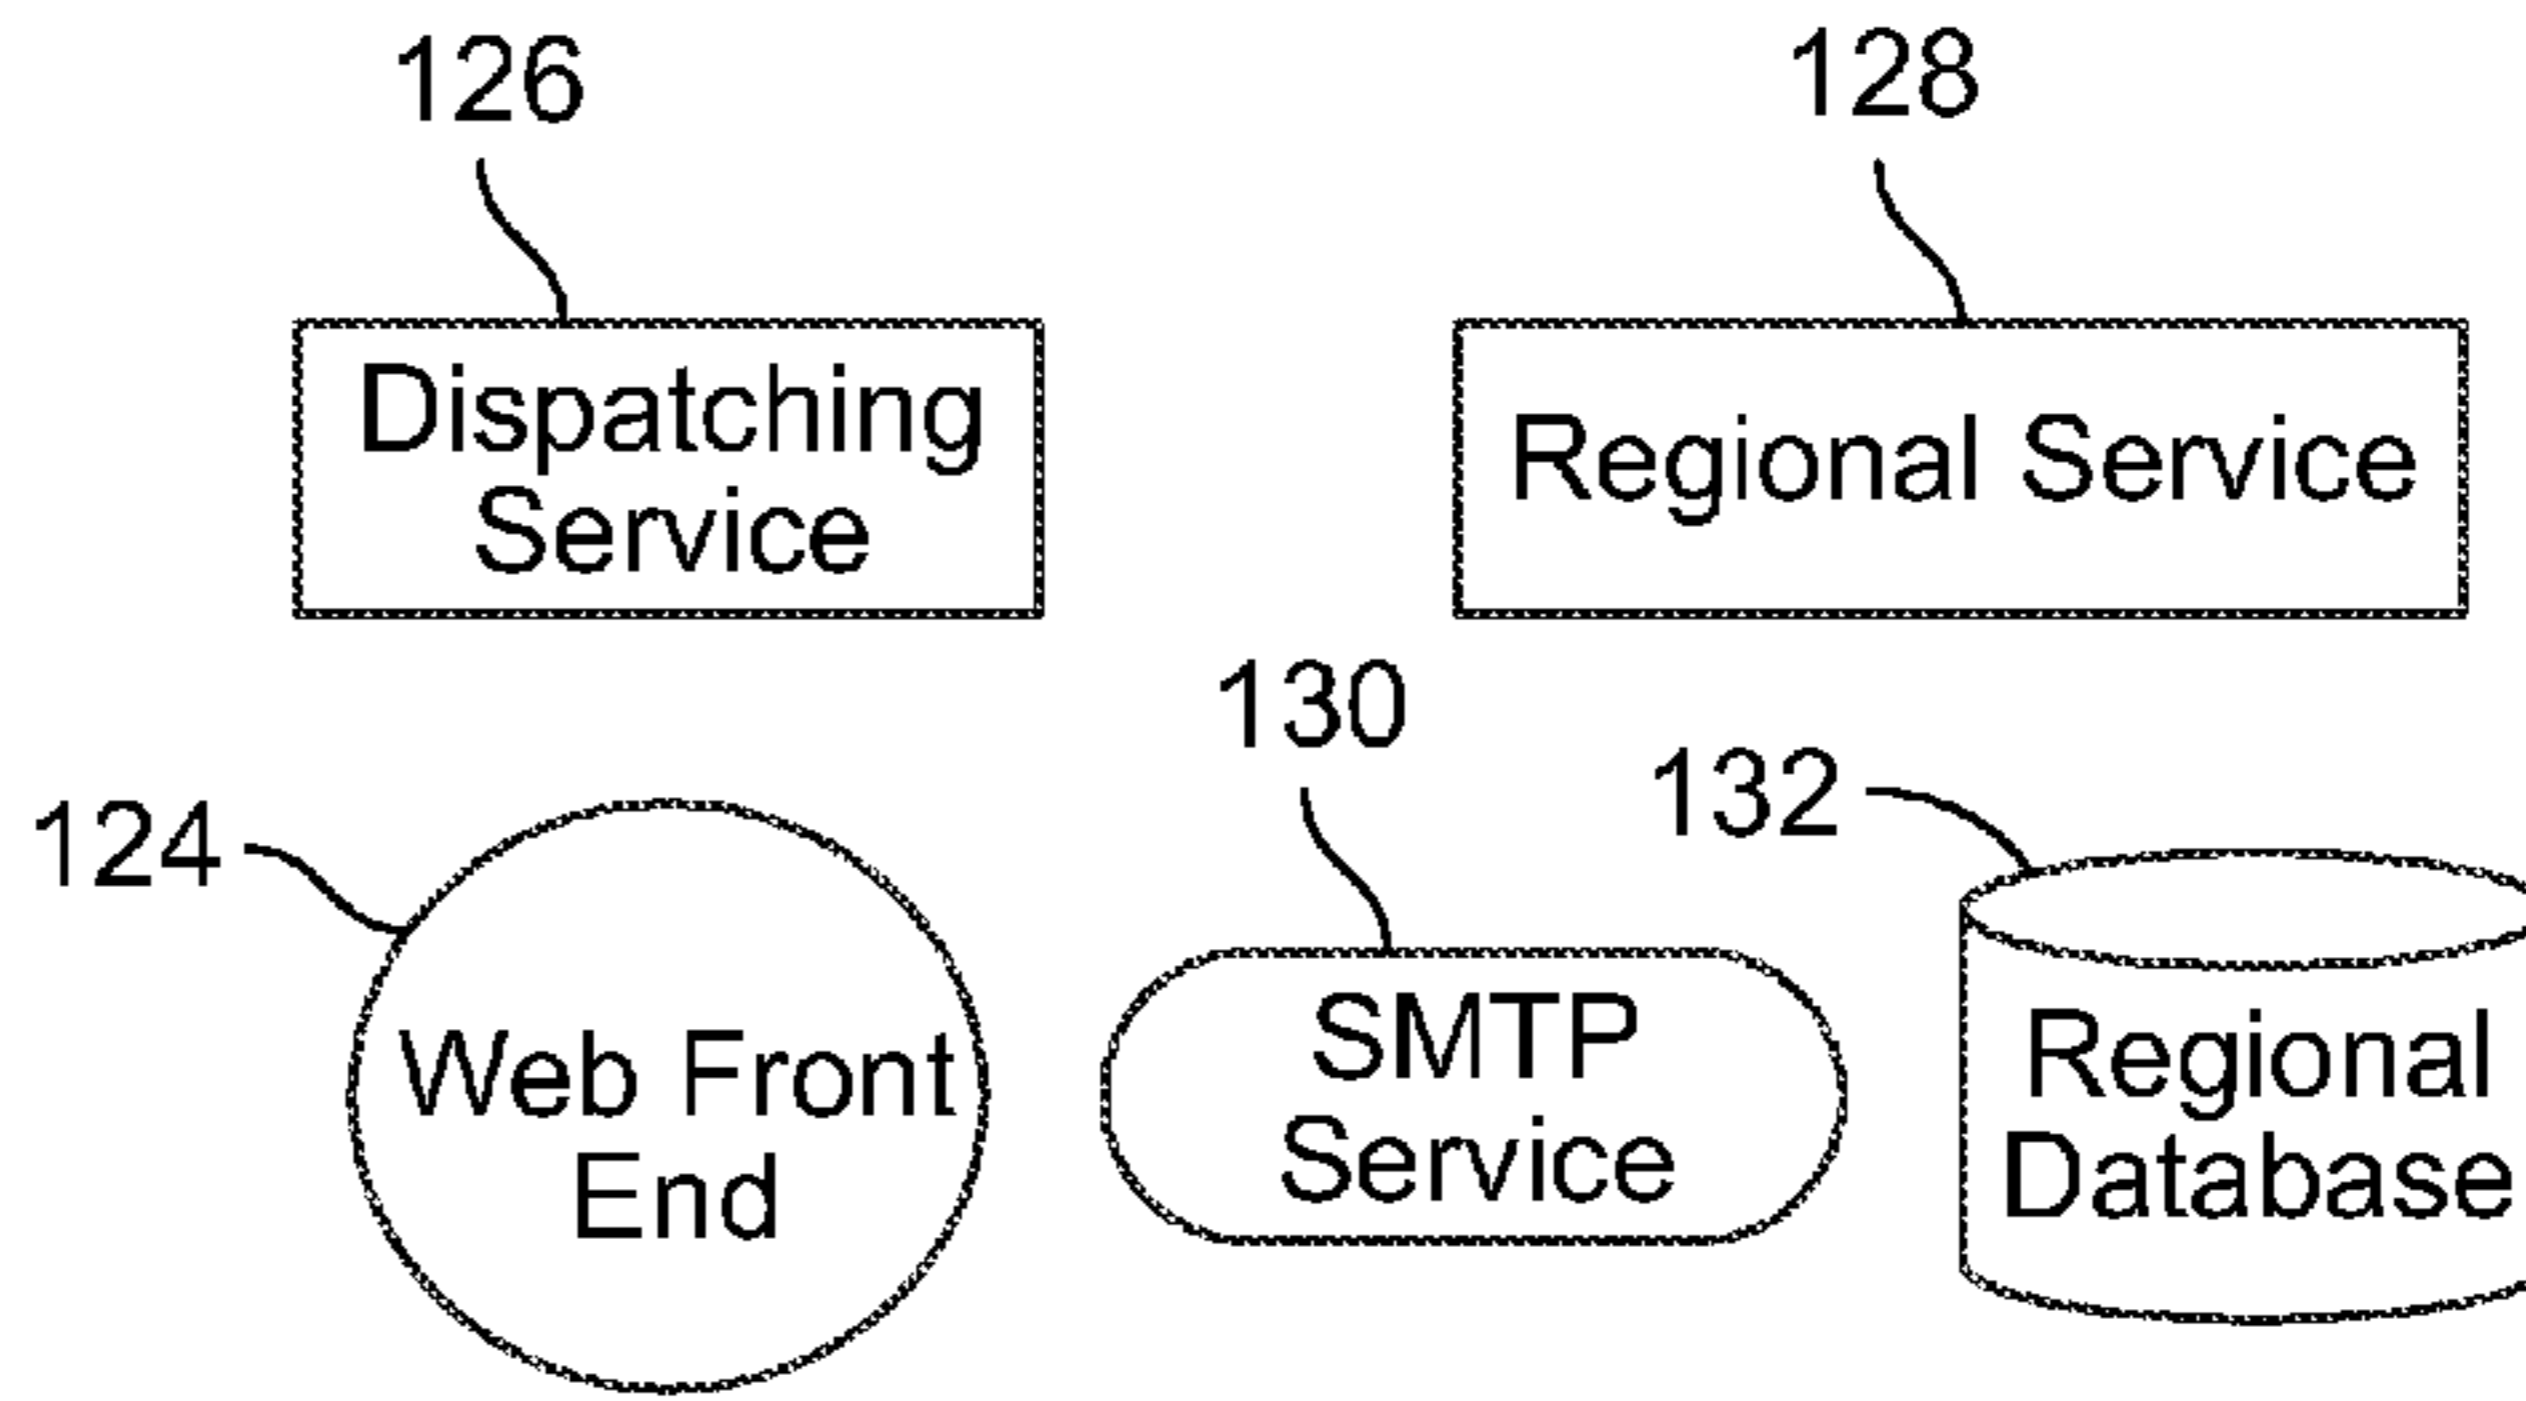 126
128
Dispatching
Service
Regional Service
130
132
124
SMTP
Service
Web Front
End
Regional
Database